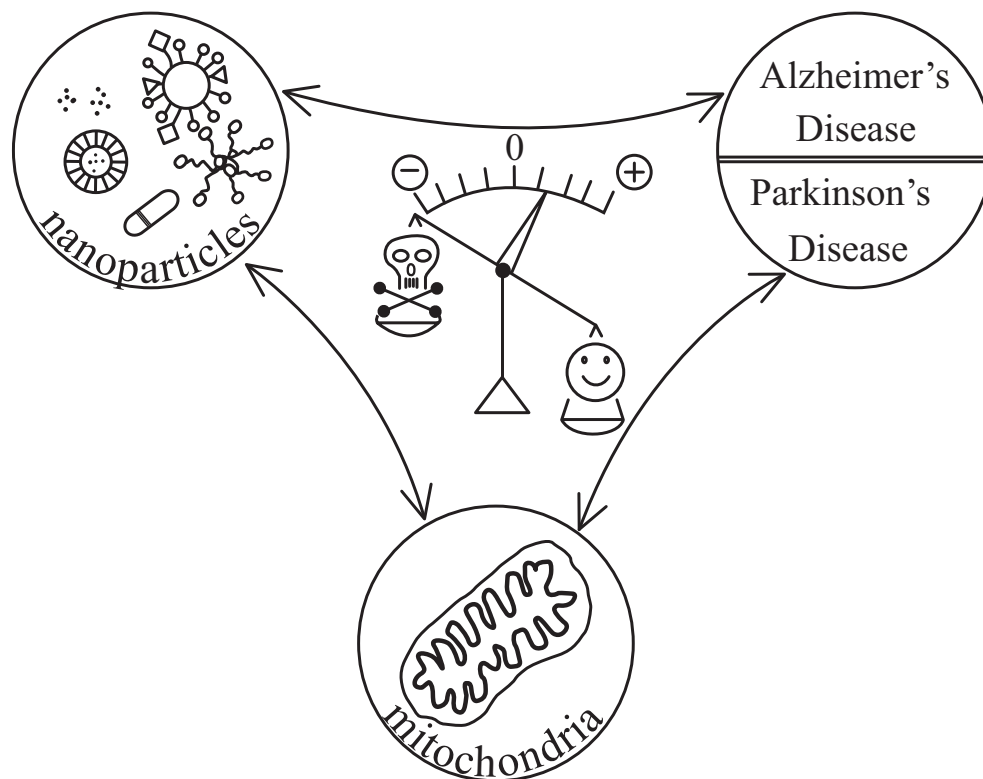 Alzheimer’s
Disease
0
− +
Parkinson’s
Disease
nanoparticles
mitochondria